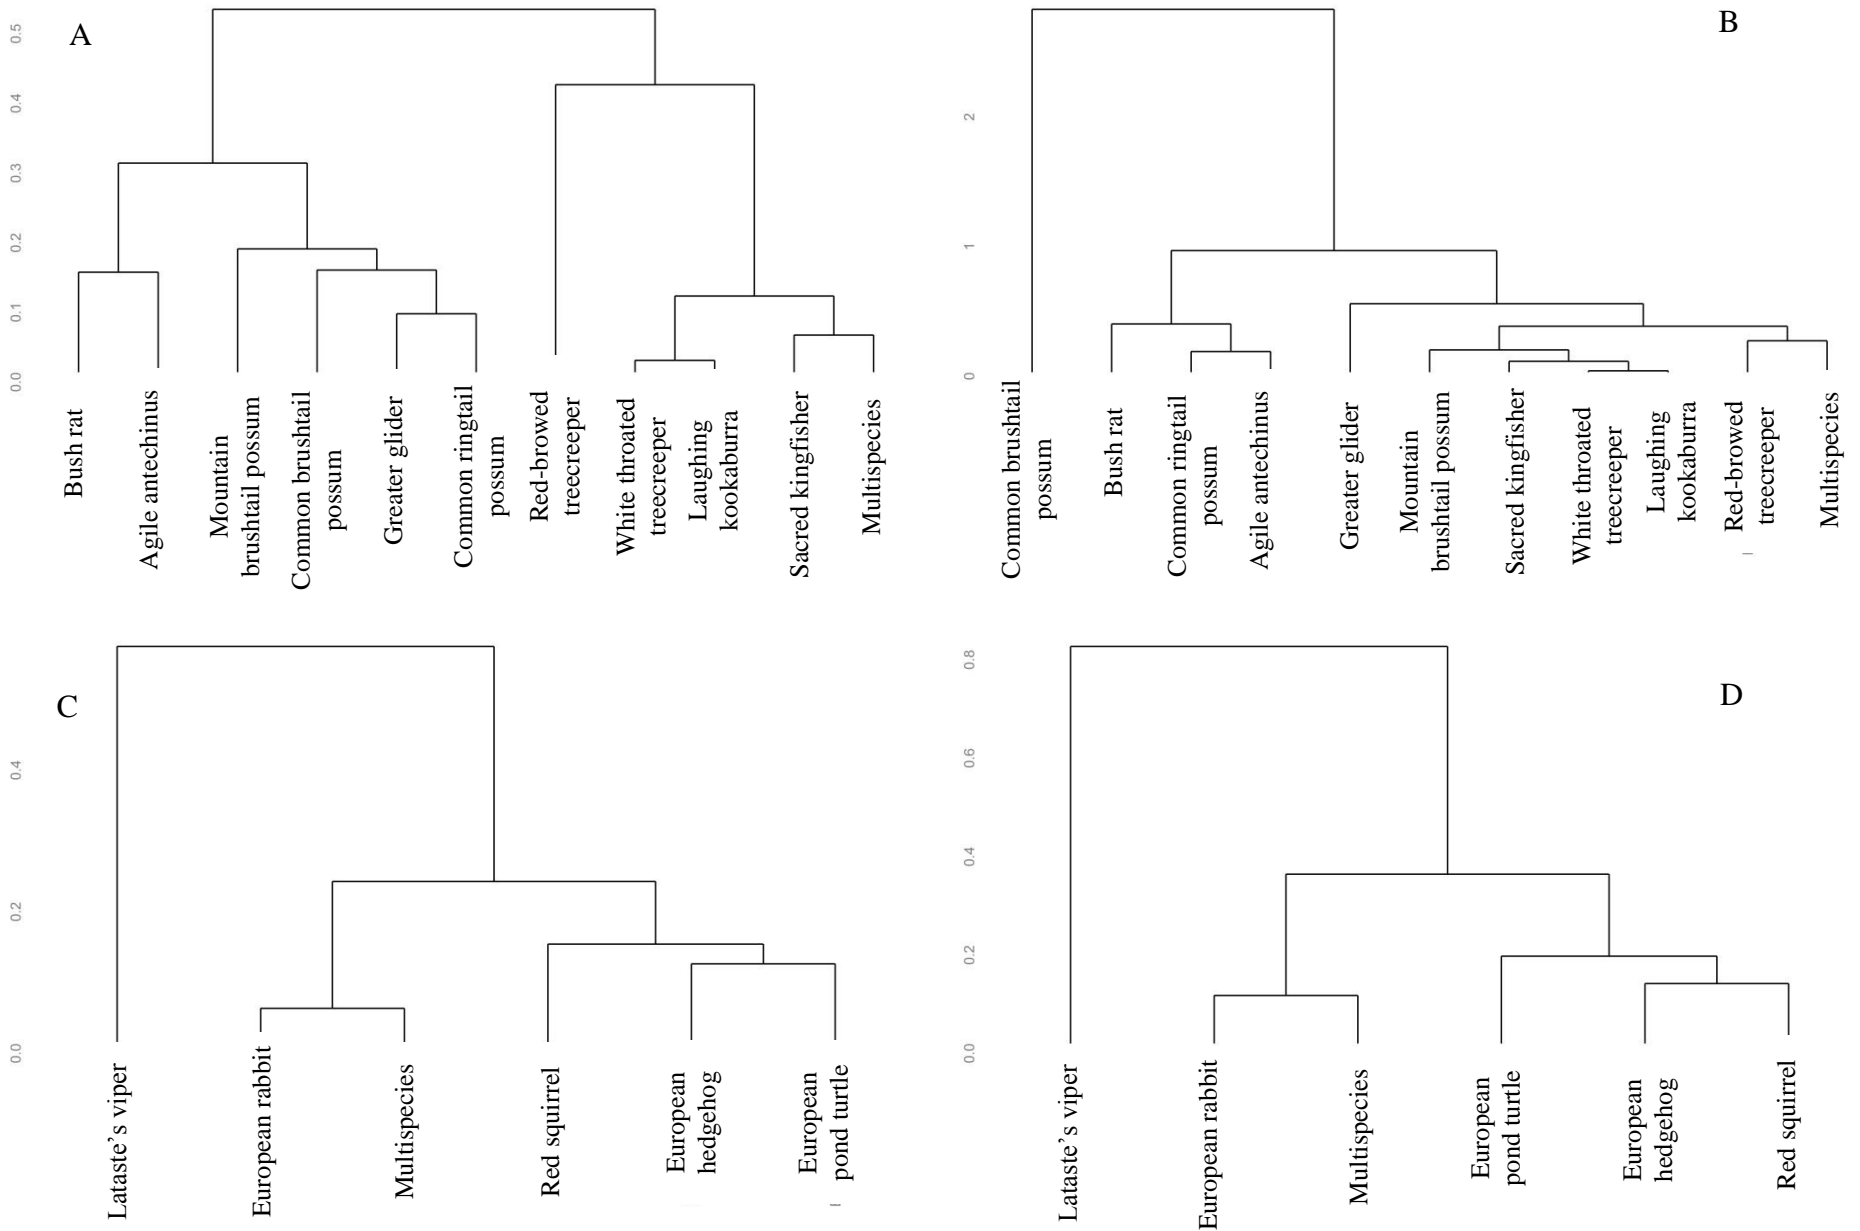 A
0.5
0.4
0.3
0.2
0.1
0.0
Bush rat
Agile antechinus
Mountain
brushtail possum
Common brushtail
possum
Greater glider
Common ringtail
possum
Red-browed
treecreeper
White throated
treecreeper
Laughing
kookaburra
Sacred kingfisher
Multispecies
B
2
1
0
Common brushtail
possum
Bush rat
Common ringtail
possum
Agile antechinus
Greater glider
Mountain
brushtail possum
Sacred kingfisher
White throated
treecreeper
Laughing
kookaburra
Red-browed
treecreeper
Multispecies
C
0.4
0.2
0.0
Lataste’s viper
European rabbit
Multispecies
Red squirrel
European
hedgehog
European
pond turtle
D
0.8
0.6
0.4
0.2
0.0
Lataste’s viper
European rabbit
Multispecies
European
pond turtle
European
hedgehog
Red squirrel